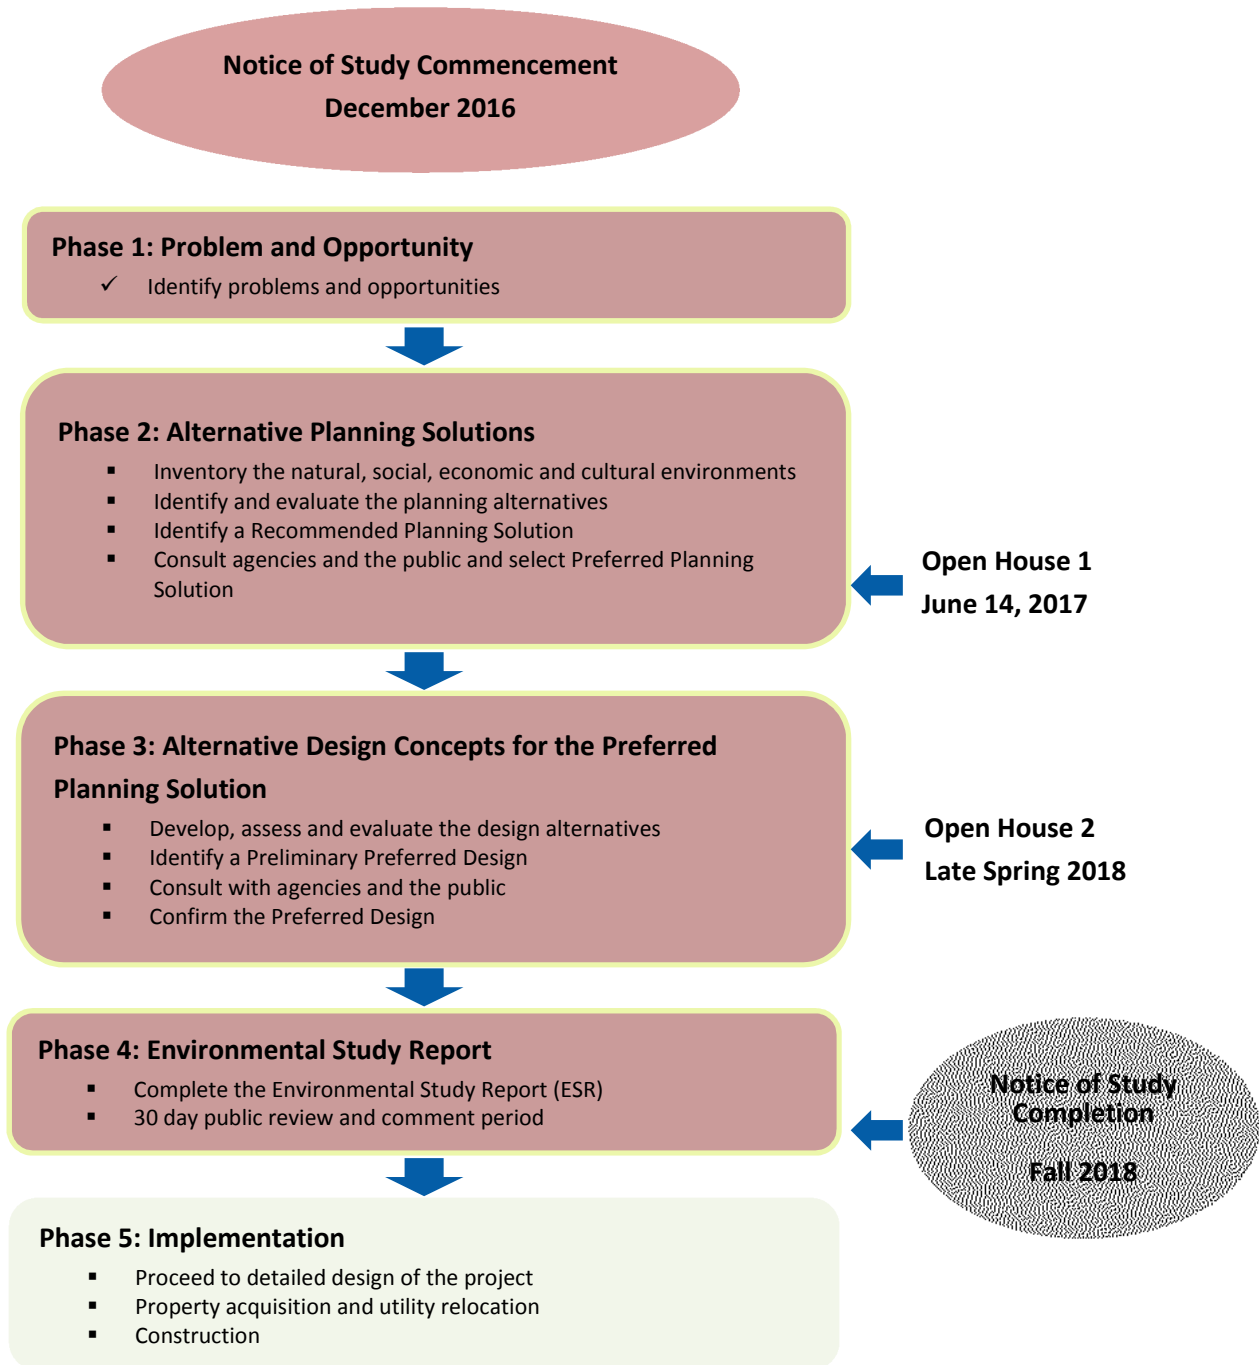 Notice of Study Commencement
December 2016
Phase 1: Problem and Opportunity
✓ Identify problems and opportunities
Phase 2: Alternative Planning Solutions
▪ Inventory the natural, social, economic and cultural environments
▪ Identify and evaluate the planning alternatives
▪ Identify a Recommended Planning Solution
▪ Consult agencies and the public and select Preferred Planning
Solution
Open House 1
June 14, 2017
Phase 3: Alternative Design Concepts for the Preferred
Planning Solution
▪ Develop, assess and evaluate the design alternatives
▪ Identify a Preliminary Preferred Design
▪ Consult with agencies and the public
▪ Confirm the Preferred Design
Open House 2
Late Spring 2018
Phase 4: Environmental Study Report
▪ Complete the Environmental Study Report (ESR)
▪ 30 day public review and comment period
Notice of Study
Completion
Fall 2018
Phase 5: Implementation
▪ Proceed to detailed design of the project
▪ Property acquisition and utility relocation
▪ Construction